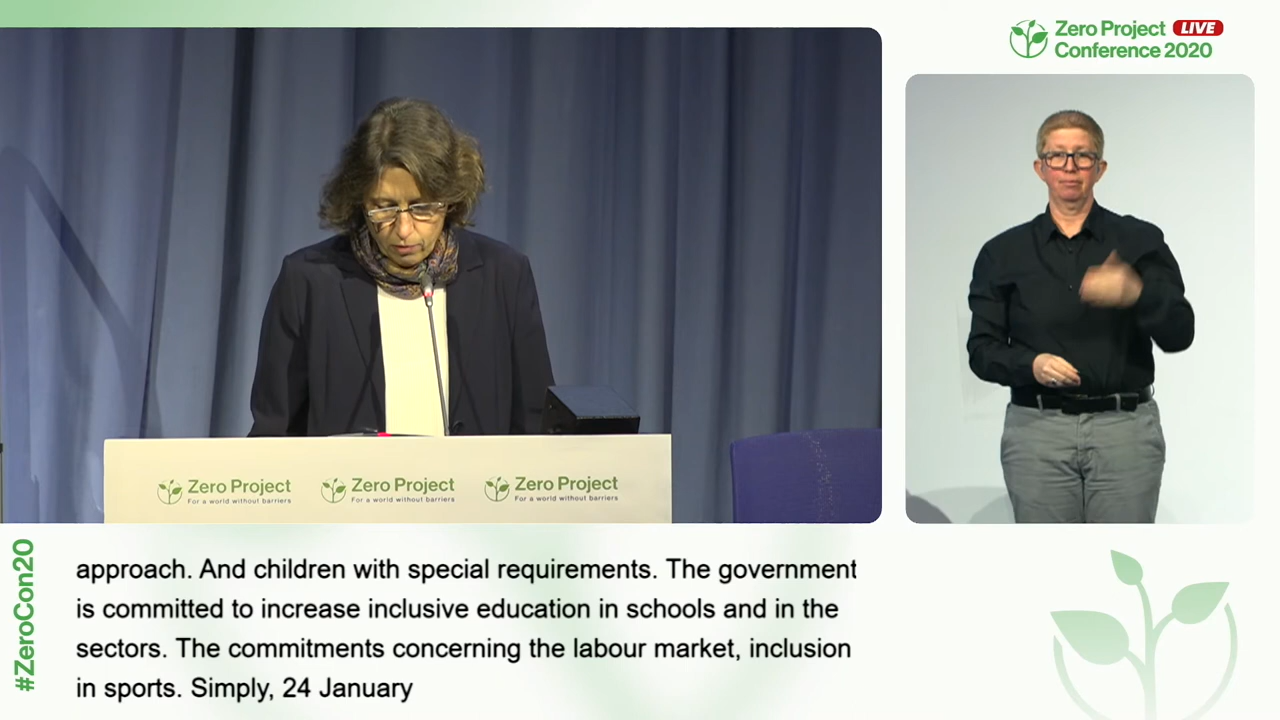 Zero Project LIVE
Conference 2020
Zero Project
For a world without barriers
Zero Project
For a world without barriers
Zero Project
For a world without barriers
#ZeroCon20
approach. And children with special requirements. The government
is committed to increase inclusive education in schools and in the
sectors. The commitments concerning the labour market, inclusion
in sports. Simply, 24 January